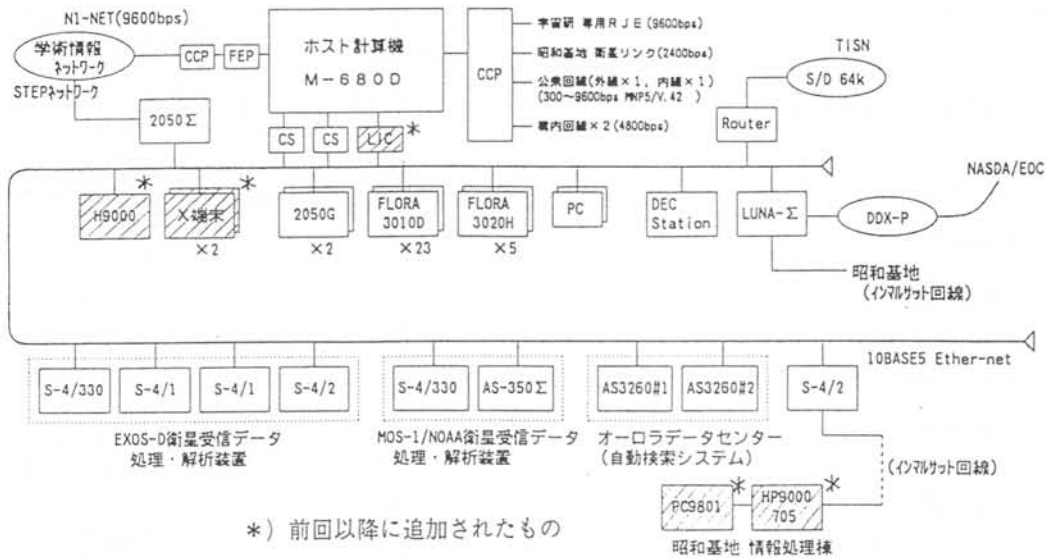 N1-NET(9600bps)
学術情報
ネットワーク
STEPネットワーク
CCP
FEP
ホスト計算機
M-680D
CCP
宇宙研 専用RJE(9600bps)
昭和基地 衛星リンク(2400bps)
公衆回線(外線×1, 内線×1)
(300~9600bps MNP5/V.42 )
構内回線×2(4800bps)
TISN
S/D 64k
Router
2050Σ
CS
CS
LIC
*
H9000
*
X端末
*
×2
2050G
×2
FLORA
3010D
×23
FLORA
3020H
×5
PC
DEC
Station
LUNA-Σ
DDX-P
NASDA/EOC
昭和基地
(インマルサット回線)
10BASE5 Ether-net
S-4/330
S-4/1
S-4/1
S-4/2
EXOS-D衛星受信データ
処理・解析装置
S-4/330
AS-350Σ
MOS-1/NOAA衛星受信データ
処理・解析装置
AS3260#1
AS3260#2
オーロラデータセンター
(自動検索システム)
S-4/2
(インマルサット回線)
PC9801
*
HP9000
705
*
昭和基地 情報処理棟
*) 前回以降に追加されたもの